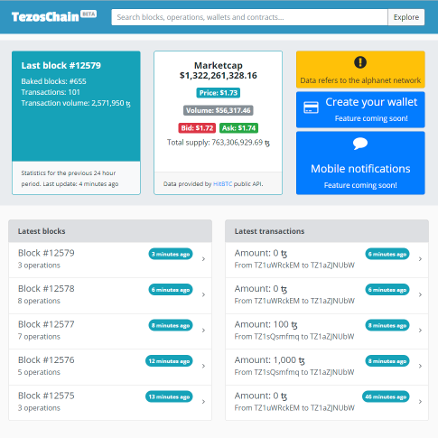 TezosChain BETA
Search blocks, operations, wallets and contracts...
Explore
Last block #12579
Baked blocks: #655
Transactions: 101
Transaction volume: 2,571,950 ꜩ
Statistics for the previous 24 hour
period. Last update: 4 minutes ago
Marketcap
$1,322,261,328.16
Price: $1.73
Volume: $56,317.46
Bid: $1.72 Ask: $1.74
Total supply: 763,306,929.69 ꜩ
Data provided by HitBTC public API.
Data refers to the alphanet network
Create your wallet
Feature coming soon!
Mobile notifications
Feature coming soon!
Latest blocks
Block #12579
3 minutes ago
3 operations
Block #12578
6 minutes ago
8 operations
Block #12577
8 minutes ago
7 operations
Block #12576
12 minutes ago
5 operations
Block #12575
13 minutes ago
3 operations
Latest transactions
Amount: 0 ꜩ
6 minutes ago
From TZ1uWRckEM to TZ1aZJNUbW
Amount: 0 ꜩ
6 minutes ago
From TZ1uWRckEM to TZ1aZJNUbW
Amount: 100 ꜩ
8 minutes ago
From TZ1sQsmfmq to TZ1aZJNUbW
Amount: 1,000 ꜩ
8 minutes ago
From TZ1sQsmfmq to TZ1aZJNUbW
Amount: 0 ꜩ
40 minutes ago
From TZ1uWRckEM to TZ1aZJNUbW